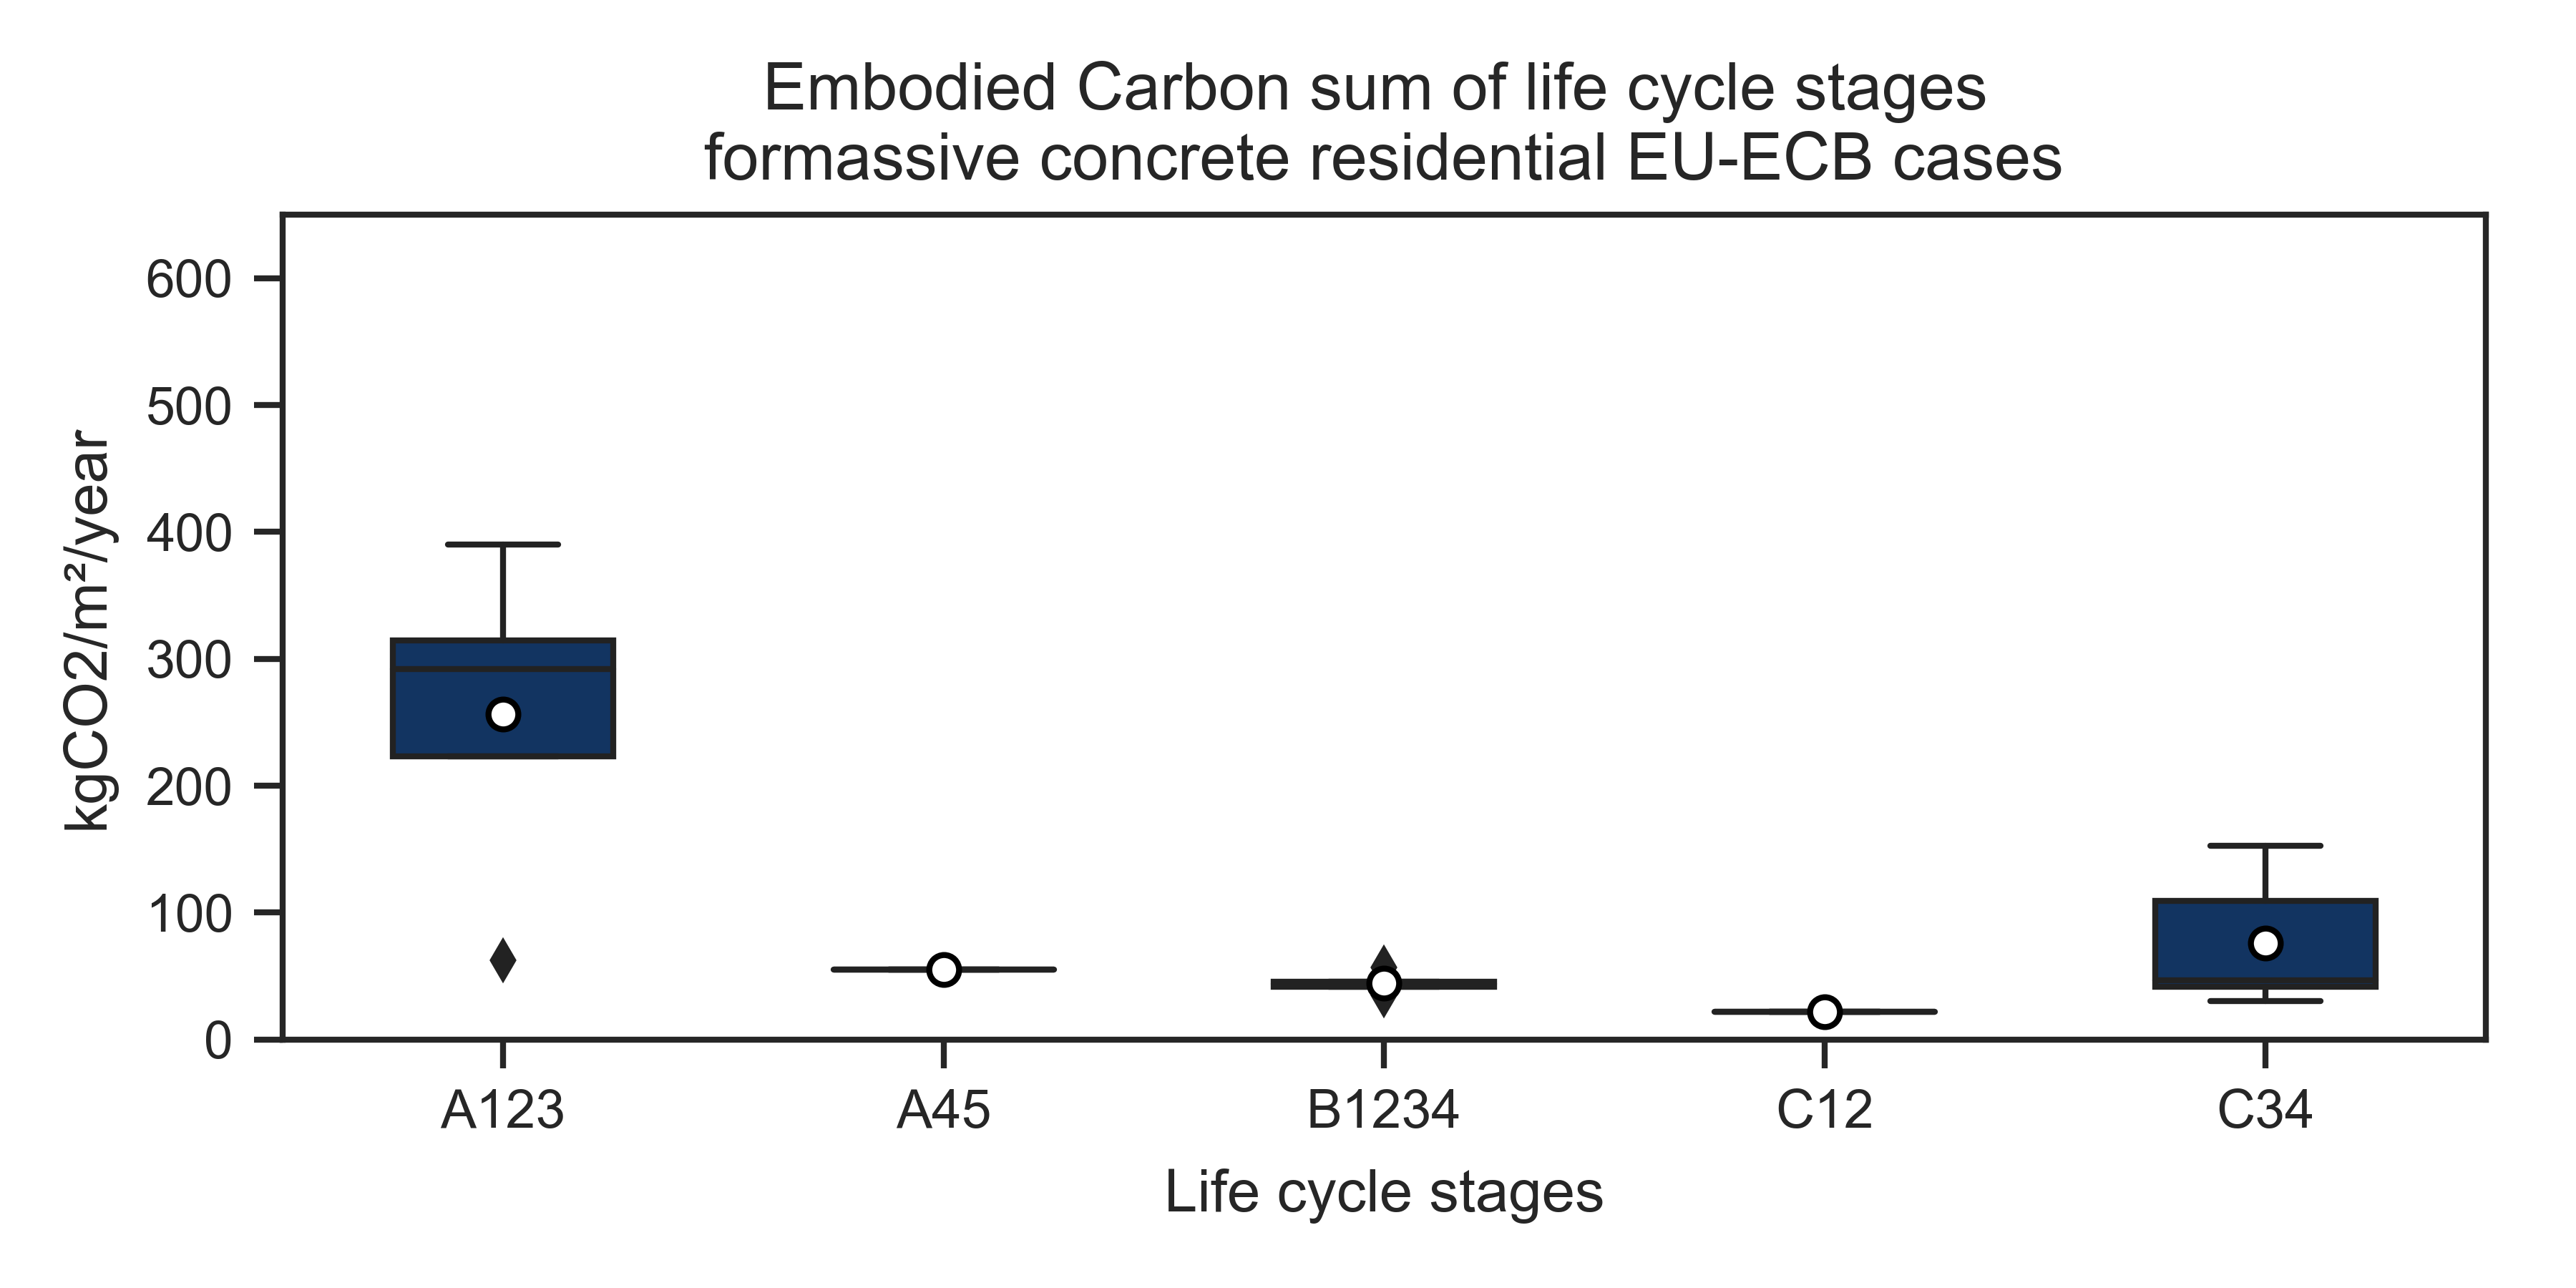 Embodied Carbon sum of life cycle stages
formassive concrete residential EU-ECB cases
kgCO2/m²/year
600
500
400
300
200
100
0
A123 A45 B1234 C12 C34
Life cycle stages